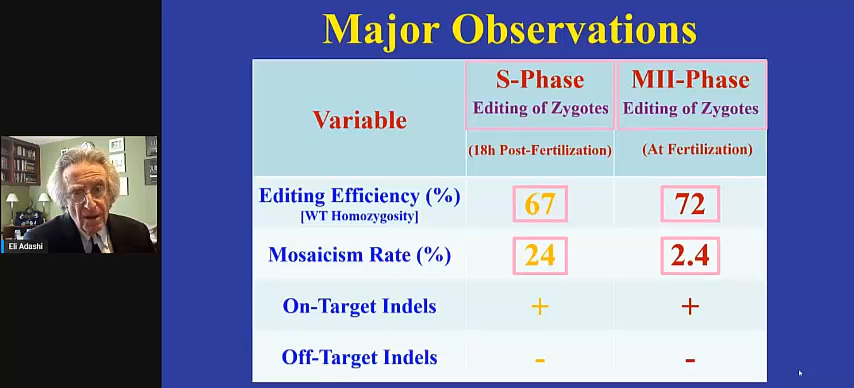 Major Observations
Variable
S-Phase
Editing of Zygotes
(18h Post-Fertilization)
MII-Phase
Editing of Zygotes
(At Fertilization)
Editing Efficiency (%)
[WT Homozygosity]
67
72
Mosaicism Rate (%)
24
2.4
On-Target Indels
+
+
Off-Target Indels
-
-
Eli Adashi